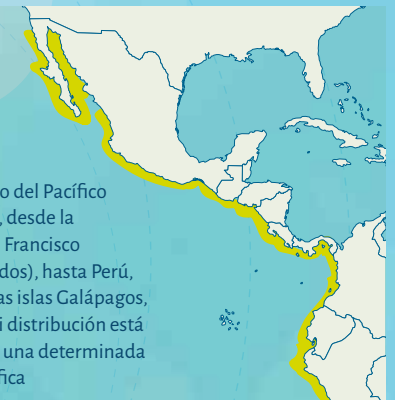 o del Pacífico
, desde la
Francisco
dos), hasta Perú,
as islas Galápagos,
i distribución está
una determinada
fica